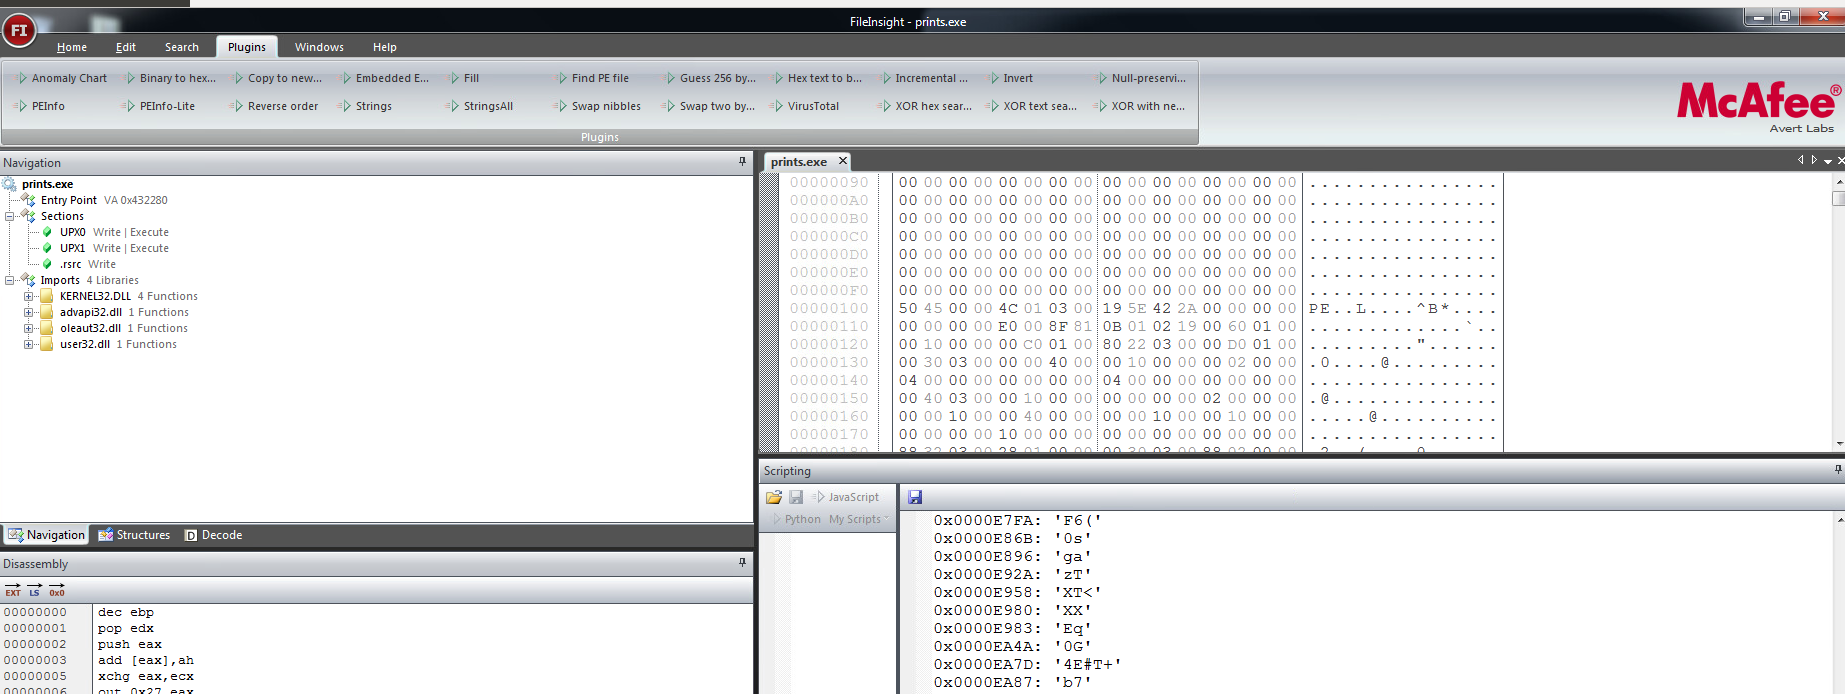 FileInsight - prints.exe
FI
Home Edit Search Plugins Windows Help
Anomaly Chart Binary to hex... Copy to new... Embedded E... Fill Find PE file Guess 256 by... Hex text to b... Incremental ... Invert Null-preservi...
PEInfo PEInfo-Lite Reverse order Strings StringsAll Swap nibbles Swap two by... VirusTotal XOR hex sear... XOR text sea... XOR with ne...
Plugins
McAfee®
Avert Labs
Navigation
prints.exe
Entry Point VA 0x432280
Sections
UPX0 Write | Execute
UPX1 Write | Execute
.rsrc Write
Imports 4 Libraries
KERNEL32.DLL 4 Functions
advapi32.dll 1 Functions
oleaut32.dll 1 Functions
user32.dll 1 Functions
Navigation Structures Decode
Disassembly
EXT LS 0x0
00000000 dec ebp
00000001 pop edx
00000002 push eax
00000003 add [eax],ah
00000005 xchg eax,ecx
00000006 out 0x27,eax
prints.exe
00000090 00 00 00 00 00 00 00 00 00 00 00 00 00 00 00 00 ................
000000A0 00 00 00 00 00 00 00 00 00 00 00 00 00 00 00 00 ................
000000B0 00 00 00 00 00 00 00 00 00 00 00 00 00 00 00 00 ................
000000C0 00 00 00 00 00 00 00 00 00 00 00 00 00 00 00 00 ................
000000D0 00 00 00 00 00 00 00 00 00 00 00 00 00 00 00 00 ................
000000E0 00 00 00 00 00 00 00 00 00 00 00 00 00 00 00 00 ................
000000F0 00 00 00 00 00 00 00 00 00 00 00 00 00 00 00 00 ................
00000100 50 45 00 00 4C 01 03 00 19 5E 42 2A 00 00 00 00 PE..L....^B*....
00000110 00 00 00 00 E0 00 8F 81 0B 01 02 19 00 60 01 00 .............`..
00000120 00 10 00 00 00 C0 01 00 80 22 03 00 00 D0 01 00 ........."......
00000130 00 30 03 00 00 00 40 00 00 10 00 00 00 02 00 00 .0....@.........
00000140 04 00 00 00 00 00 00 00 04 00 00 00 00 00 00 00 ................
00000150 00 40 03 00 00 10 00 00 00 00 00 00 02 00 00 00 .@..............
00000160 00 00 10 00 00 40 00 00 00 00 10 00 00 10 00 00 .....@..........
00000170 00 00 00 00 10 00 00 00 00 00 00 00 00 00 00 00 ................
00000180 88 32 03 00 28 01 00 00 00 30 03 00 88 02 00 00
Scripting
JavaScript
Python My Scripts
0x0000E7FA: 'F6('
0x0000E86B: '0s'
0x0000E896: 'ga'
0x0000E92A: 'zT'
0x0000E958: 'XT<'
0x0000E980: 'XX'
0x0000E983: 'Eq'
0x0000EA4A: '0G'
0x0000EA7D: '4E#T+'
0x0000EA87: 'b7'